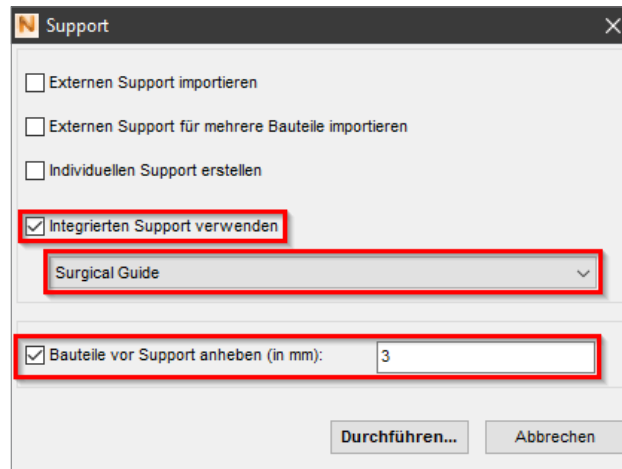 Support
Externen Support importieren
Externen Support für mehrere Bauteile importieren
Individuellen Support erstellen
Integrierten Support verwenden
Surgical Guide
Bauteile vor Support anheben (in mm): 3
Durchführen... Abbrechen